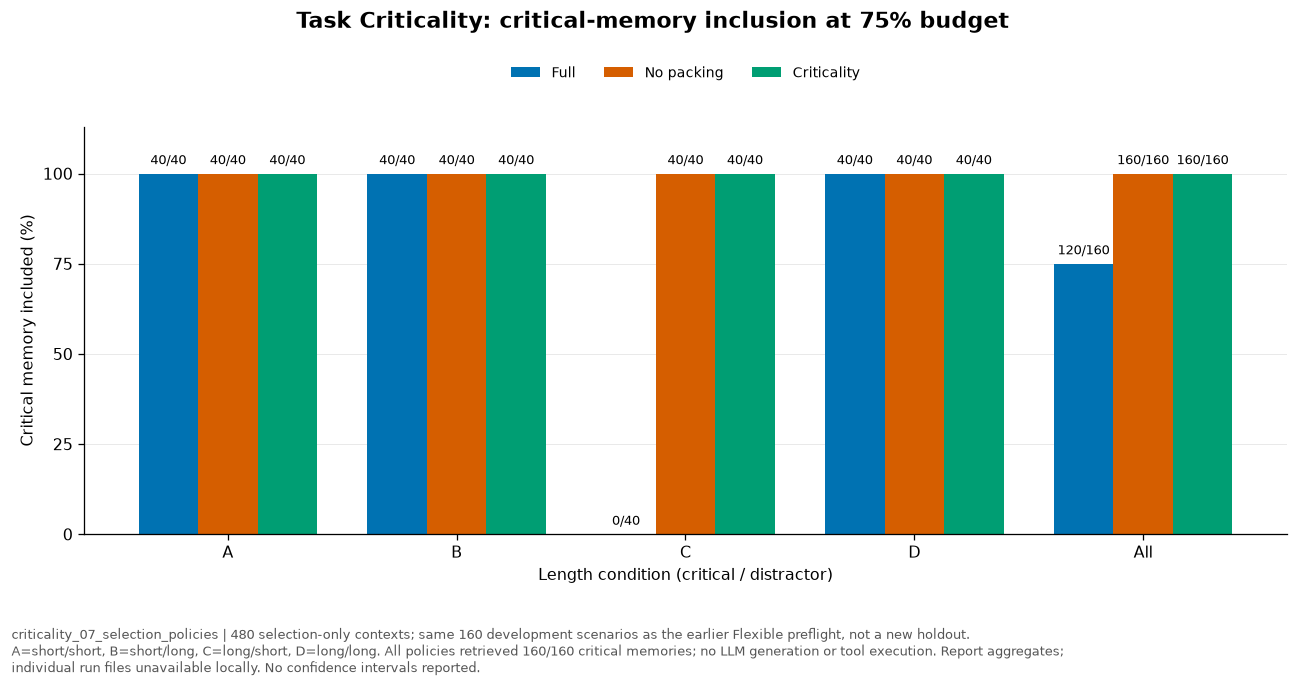 Task Criticality: critical-memory inclusion at 75% budget
Full No packing Criticality
40/40 40/40 40/40 40/40 40/40 40/40 40/40 40/40 40/40 40/40 40/40 160/160 160/160
100
120/160
75
Critical memory included (%)
50
25
0/40
0
A B C D All
Length condition (critical / distractor)
criticality_07_selection_policies | 480 selection-only contexts; same 160 development scenarios as the earlier Flexible preflight, not a new holdout.
A=short/short, B=short/long, C=long/short, D=long/long. All policies retrieved 160/160 critical memories; no LLM generation or tool execution. Report aggregates;
individual run files unavailable locally. No confidence intervals reported.